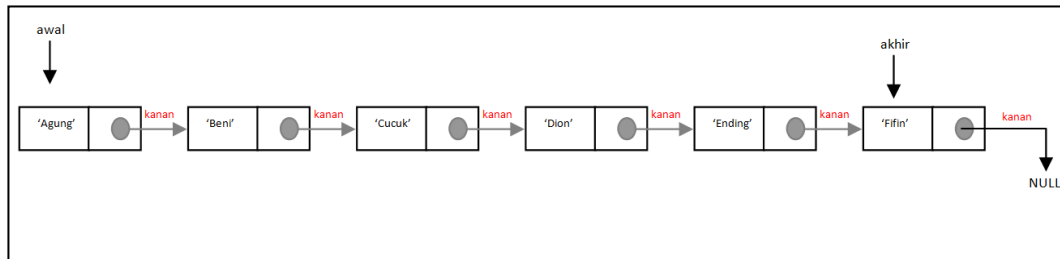 awal
akhir
'Agung'
kanan
'Beni'
kanan
'Cucuk'
kanan
'Dion'
kanan
'Ending'
kanan
'Fifin'
kanan
NULL